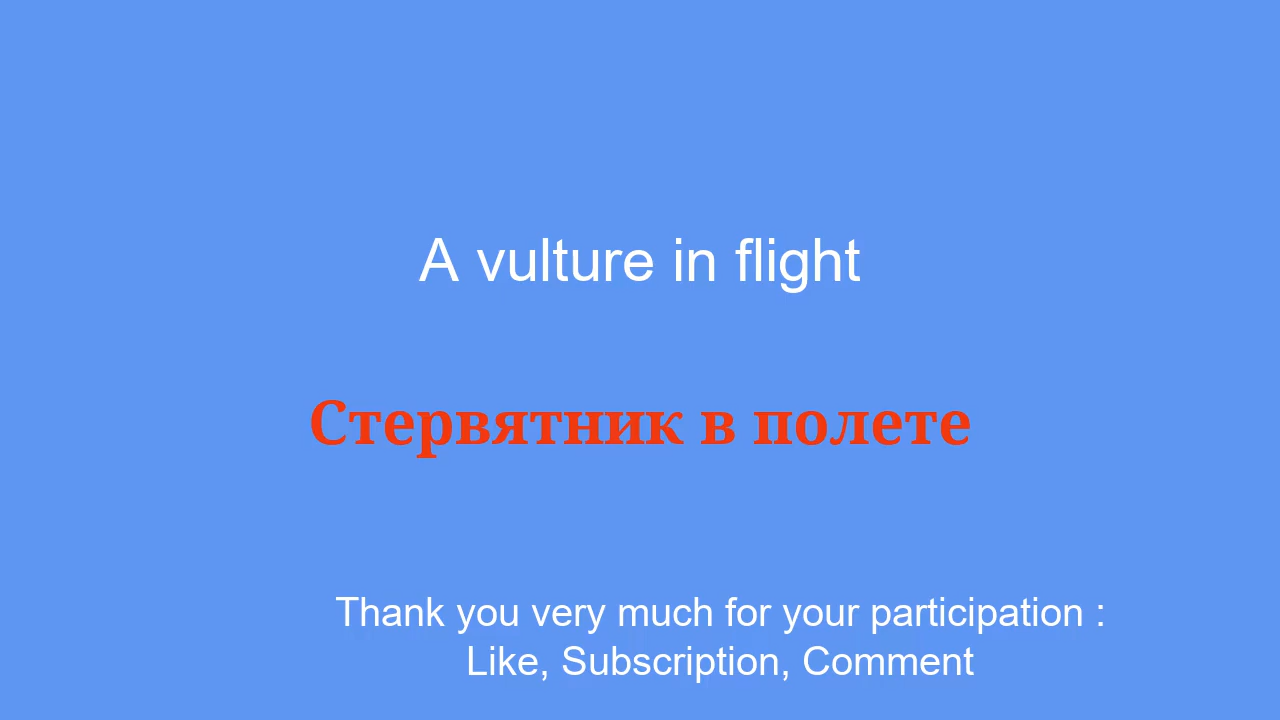 A vulture in flight
Стервятник в полете
Thank you very much for your participation :
Like, Subscription, Comment